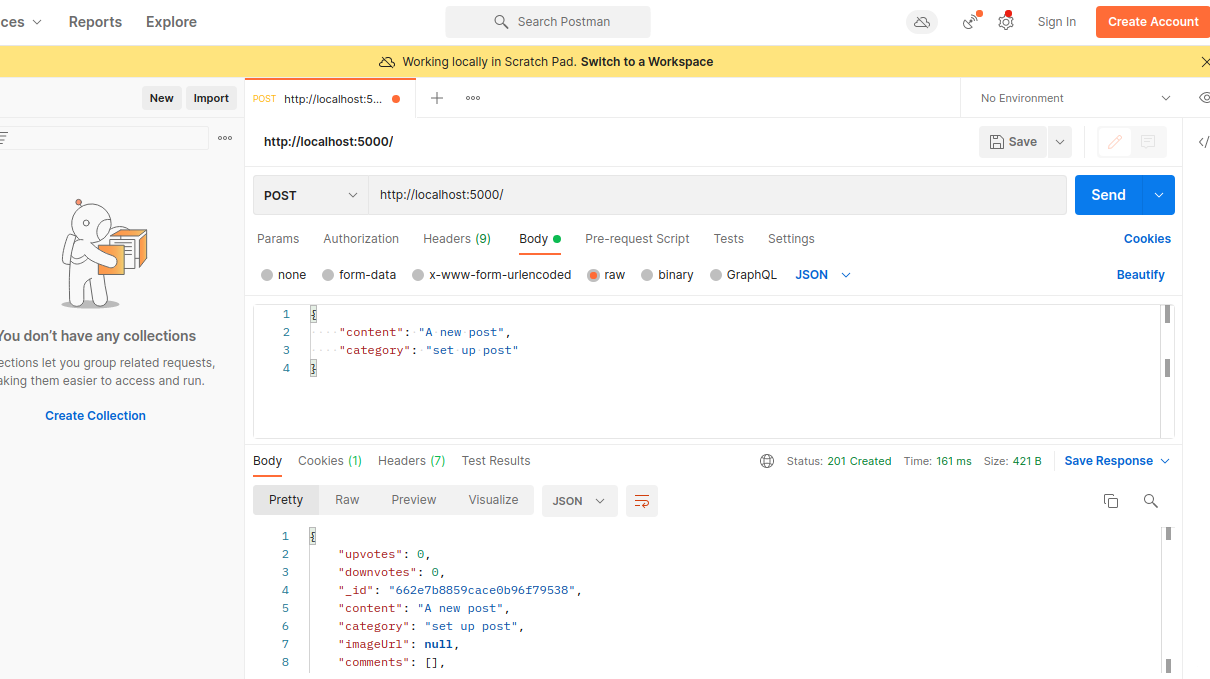 ces Reports Explore Search Postman Sign In Create Account
Working locally in Scratch Pad. Switch to a Workspace
New Import POST http://localhost:5... No Environment
http://localhost:5000/ Save
POST http://localhost:5000/ Send
Params Authorization Headers (9) Body Pre-request Script Tests Settings Cookies
none form-data x-www-form-urlencoded raw binary GraphQL JSON Beautify
1 {
2 "content": "A new post",
3 "category": "set up post"
4 }
You don't have any collections
ections let you group related requests,
aking them easier to access and run.
Create Collection
Body Cookies (1) Headers (7) Test Results Status: 201 Created Time: 161 ms Size: 421 B Save Response
Pretty Raw Preview Visualize JSON
1 {
2 "upvotes": 0,
3 "downvotes": 0,
4 "_id": "662e7b8859cace0b96f79538",
5 "content": "A new post",
6 "category": "set up post",
7 "imageUrl": null,
8 "comments": [],